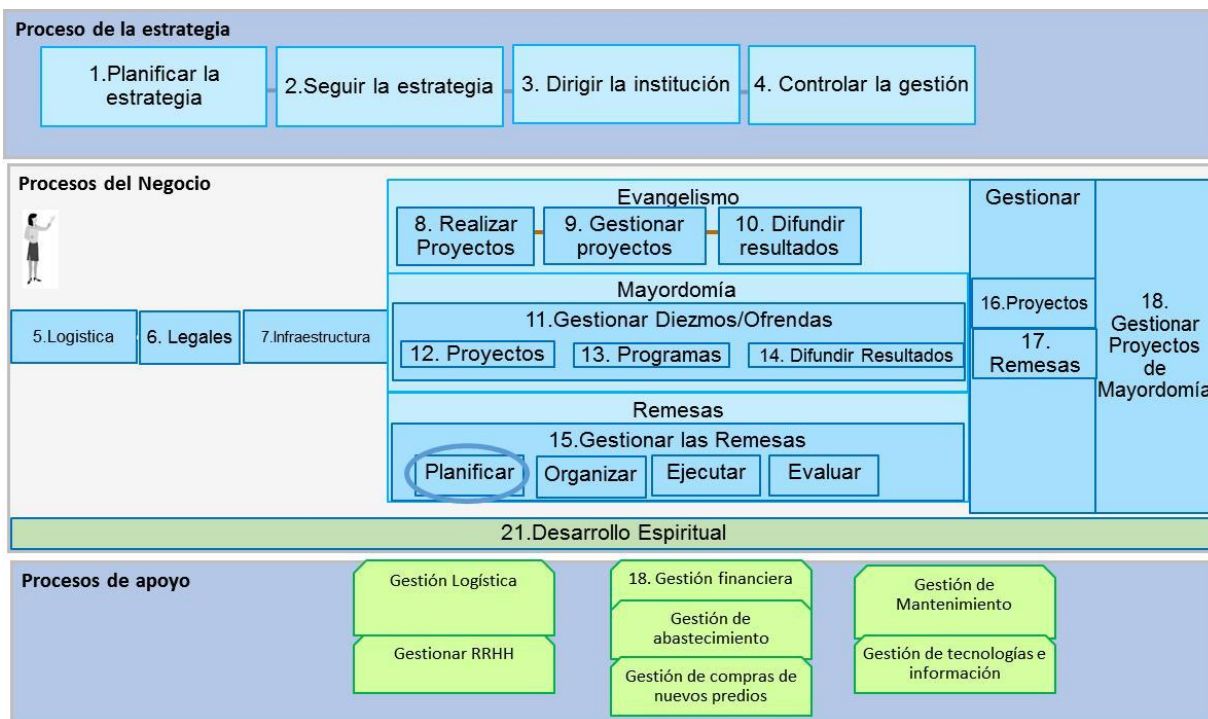 Proceso de la estrategia
1.Planificar la
estrategia
2.Seguir la estrategia
3. Dirigir la institución
4. Controlar la gestión
Procesos del Negocio
5.Logistica
6. Legales
7.Infraestructura
Evangelismo
8. Realizar
Proyectos
9. Gestionar
proyectos
10. Difundir
resultados
Mayordomía
11.Gestionar Diezmos/Ofrendas
12. Proyectos
13. Programas
14. Difundir Resultados
Remesas
15.Gestionar las Remesas
Planificar
Organizar
Ejecutar
Evaluar
Gestionar
16.Proyectos
17.
Remesas
18.
Gestionar
Proyectos
de
Mayordomía
21.Desarrollo Espiritual
Procesos de apoyo
Gestión Logística
Gestionar RRHH
18. Gestión financiera
Gestión de
abastecimiento
Gestión de compras de
nuevos predios
Gestión de
Mantenimiento
Gestión de tecnologías e
información